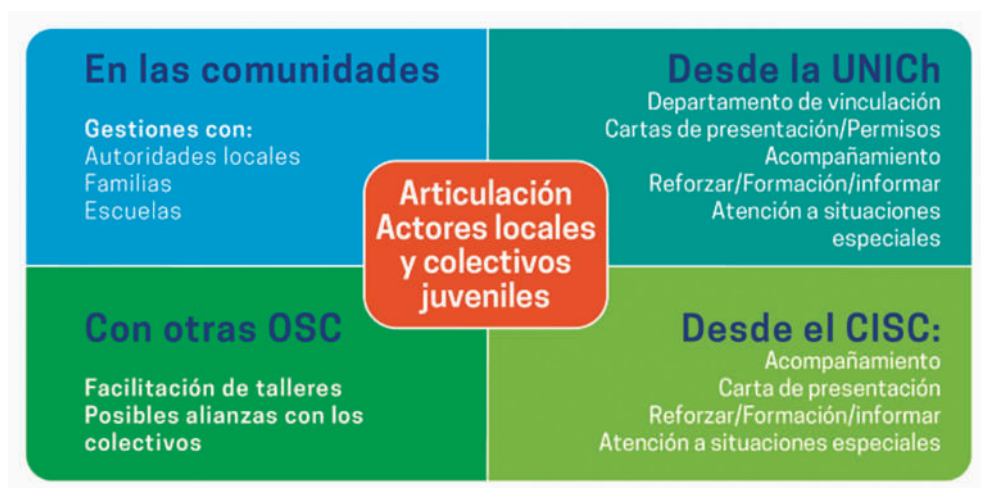 En las comunidades
Gestiones con:
Autoridades locales
Familias
Escuelas
Desde la UNICh
Departamento de vinculación
Cartas de presentación/Permisos
Acompañamiento
Reforzar/Formación/informar
Atención a situaciones
especiales
Articulación
Actores locales
y colectivos
juveniles
Con otras OSC
Facilitación de talleres
Posibles alianzas con los
colectivos
Desde el CISC:
Acompañamiento
Carta de presentación
Reforzar/Formación/informar
Atención a situaciones especiales